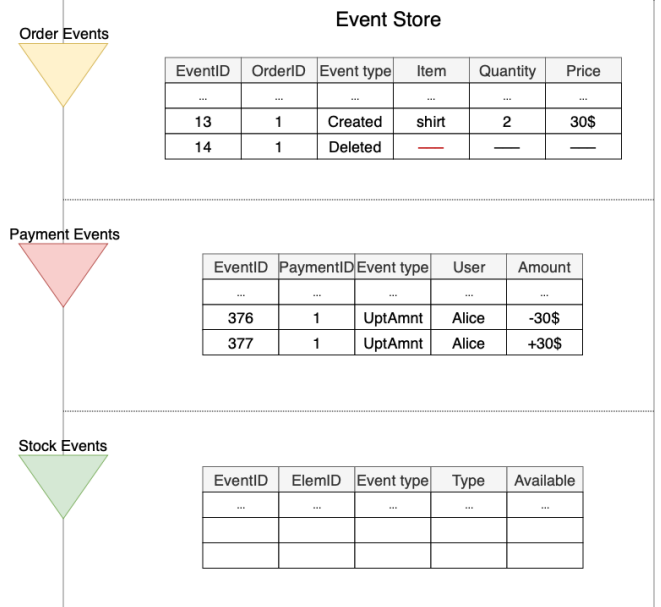 Event Store
Order Events
EventID OrderID Event type Item Quantity Price
... ... ... ... ... ...
13 1 Created shirt 2 30$
14 1 Deleted — — —
Payment Events
EventID PaymentID Event type User Amount
... ... ... ... ...
376 1 UptAmnt Alice -30$
377 1 UptAmnt Alice +30$
Stock Events
EventID ElemID Event type Type Available
... ... ... ... ...